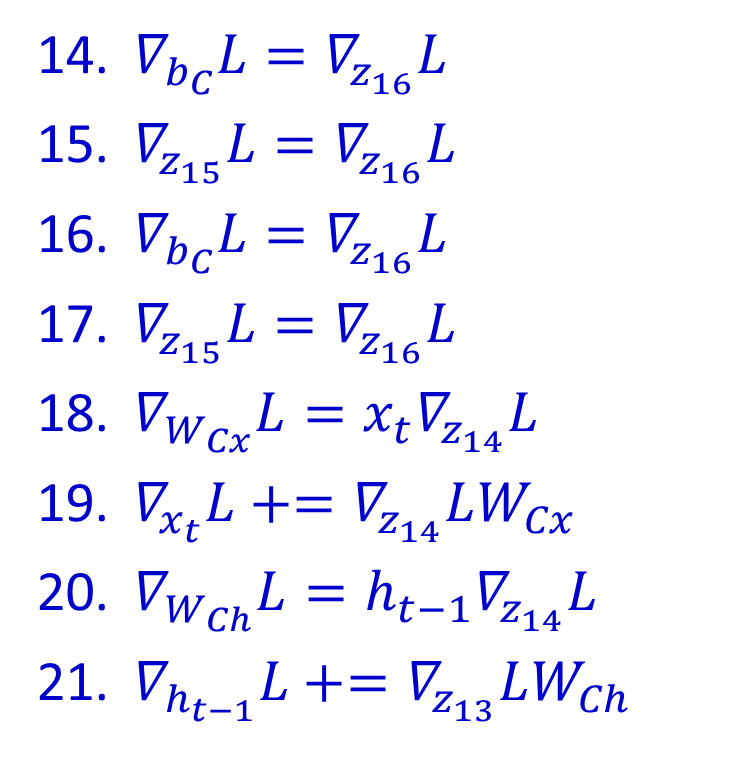 14. ∇_{b_C}L = ∇_{z_{16}}L
15. ∇_{z_{15}}L = ∇_{z_{16}}L
16. ∇_{b_C}L = ∇_{z_{16}}L
17. ∇_{z_{15}}L = ∇_{z_{16}}L
18. ∇_{W_{Cx}}L = x_t∇_{z_{14}}L
19. ∇_{x_t}L += ∇_{z_{14}}LW_{Cx}
20. ∇_{W_{Ch}}L = h_{t−1}∇_{z_{14}}L
21. ∇_{h_{t−1}}L += ∇_{z_{13}}LW_{Ch}